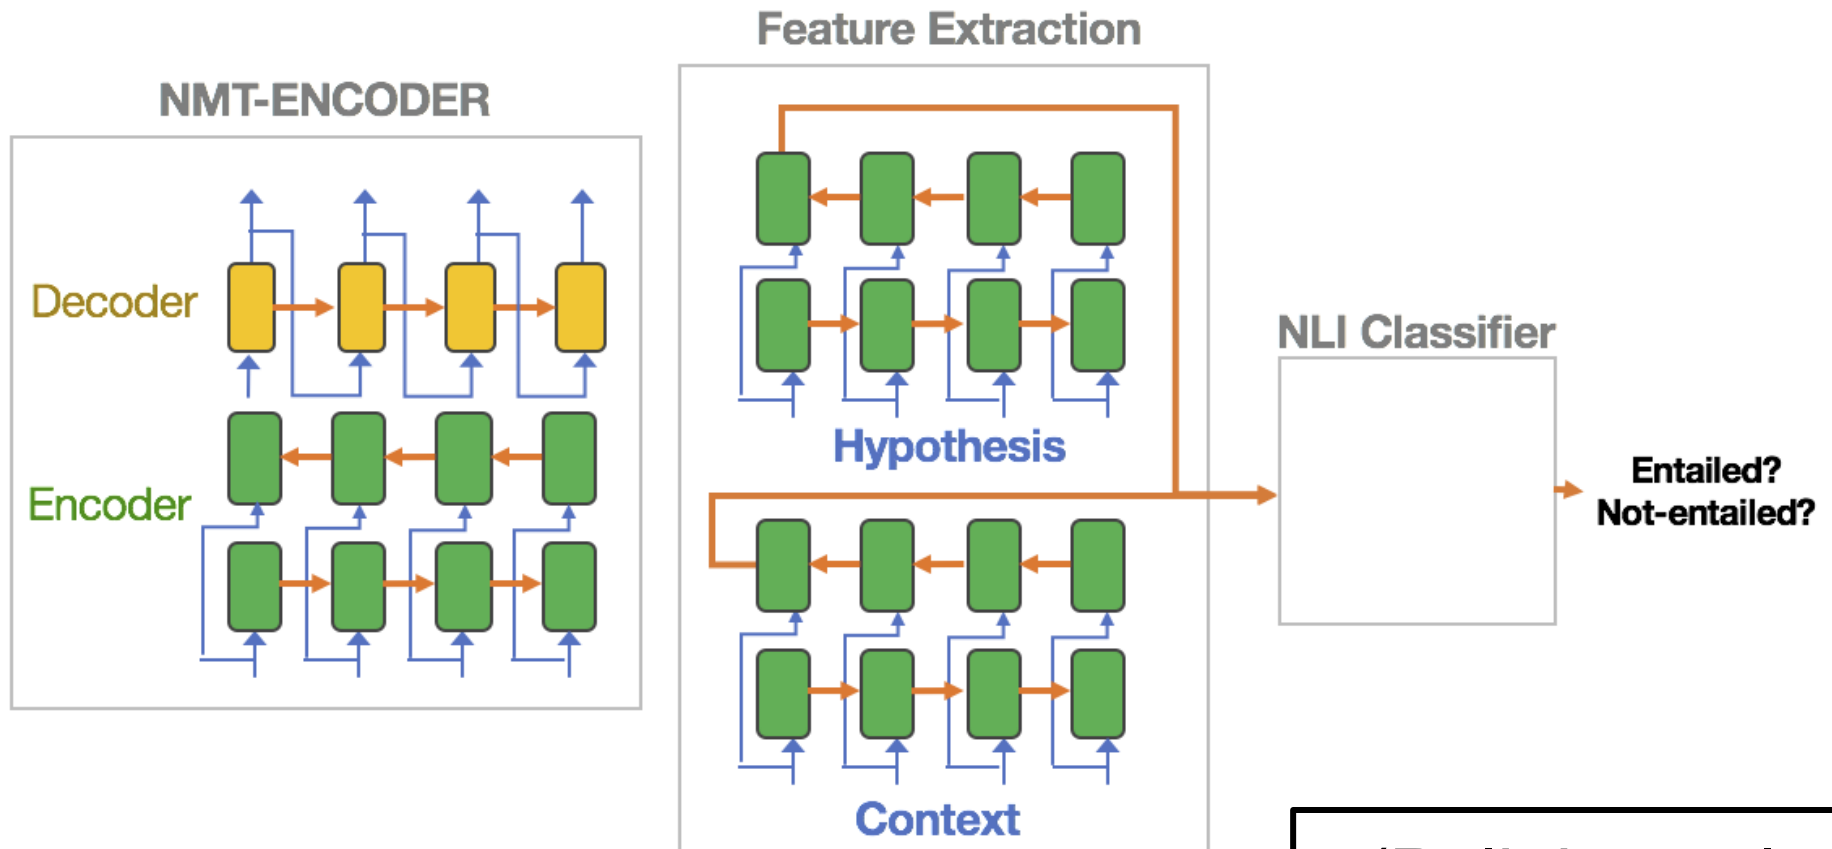 Feature Extraction
NMT-ENCODER
Decoder
Encoder
Hypothesis
Context
NLI Classifier
Entailed?
Not-entailed?